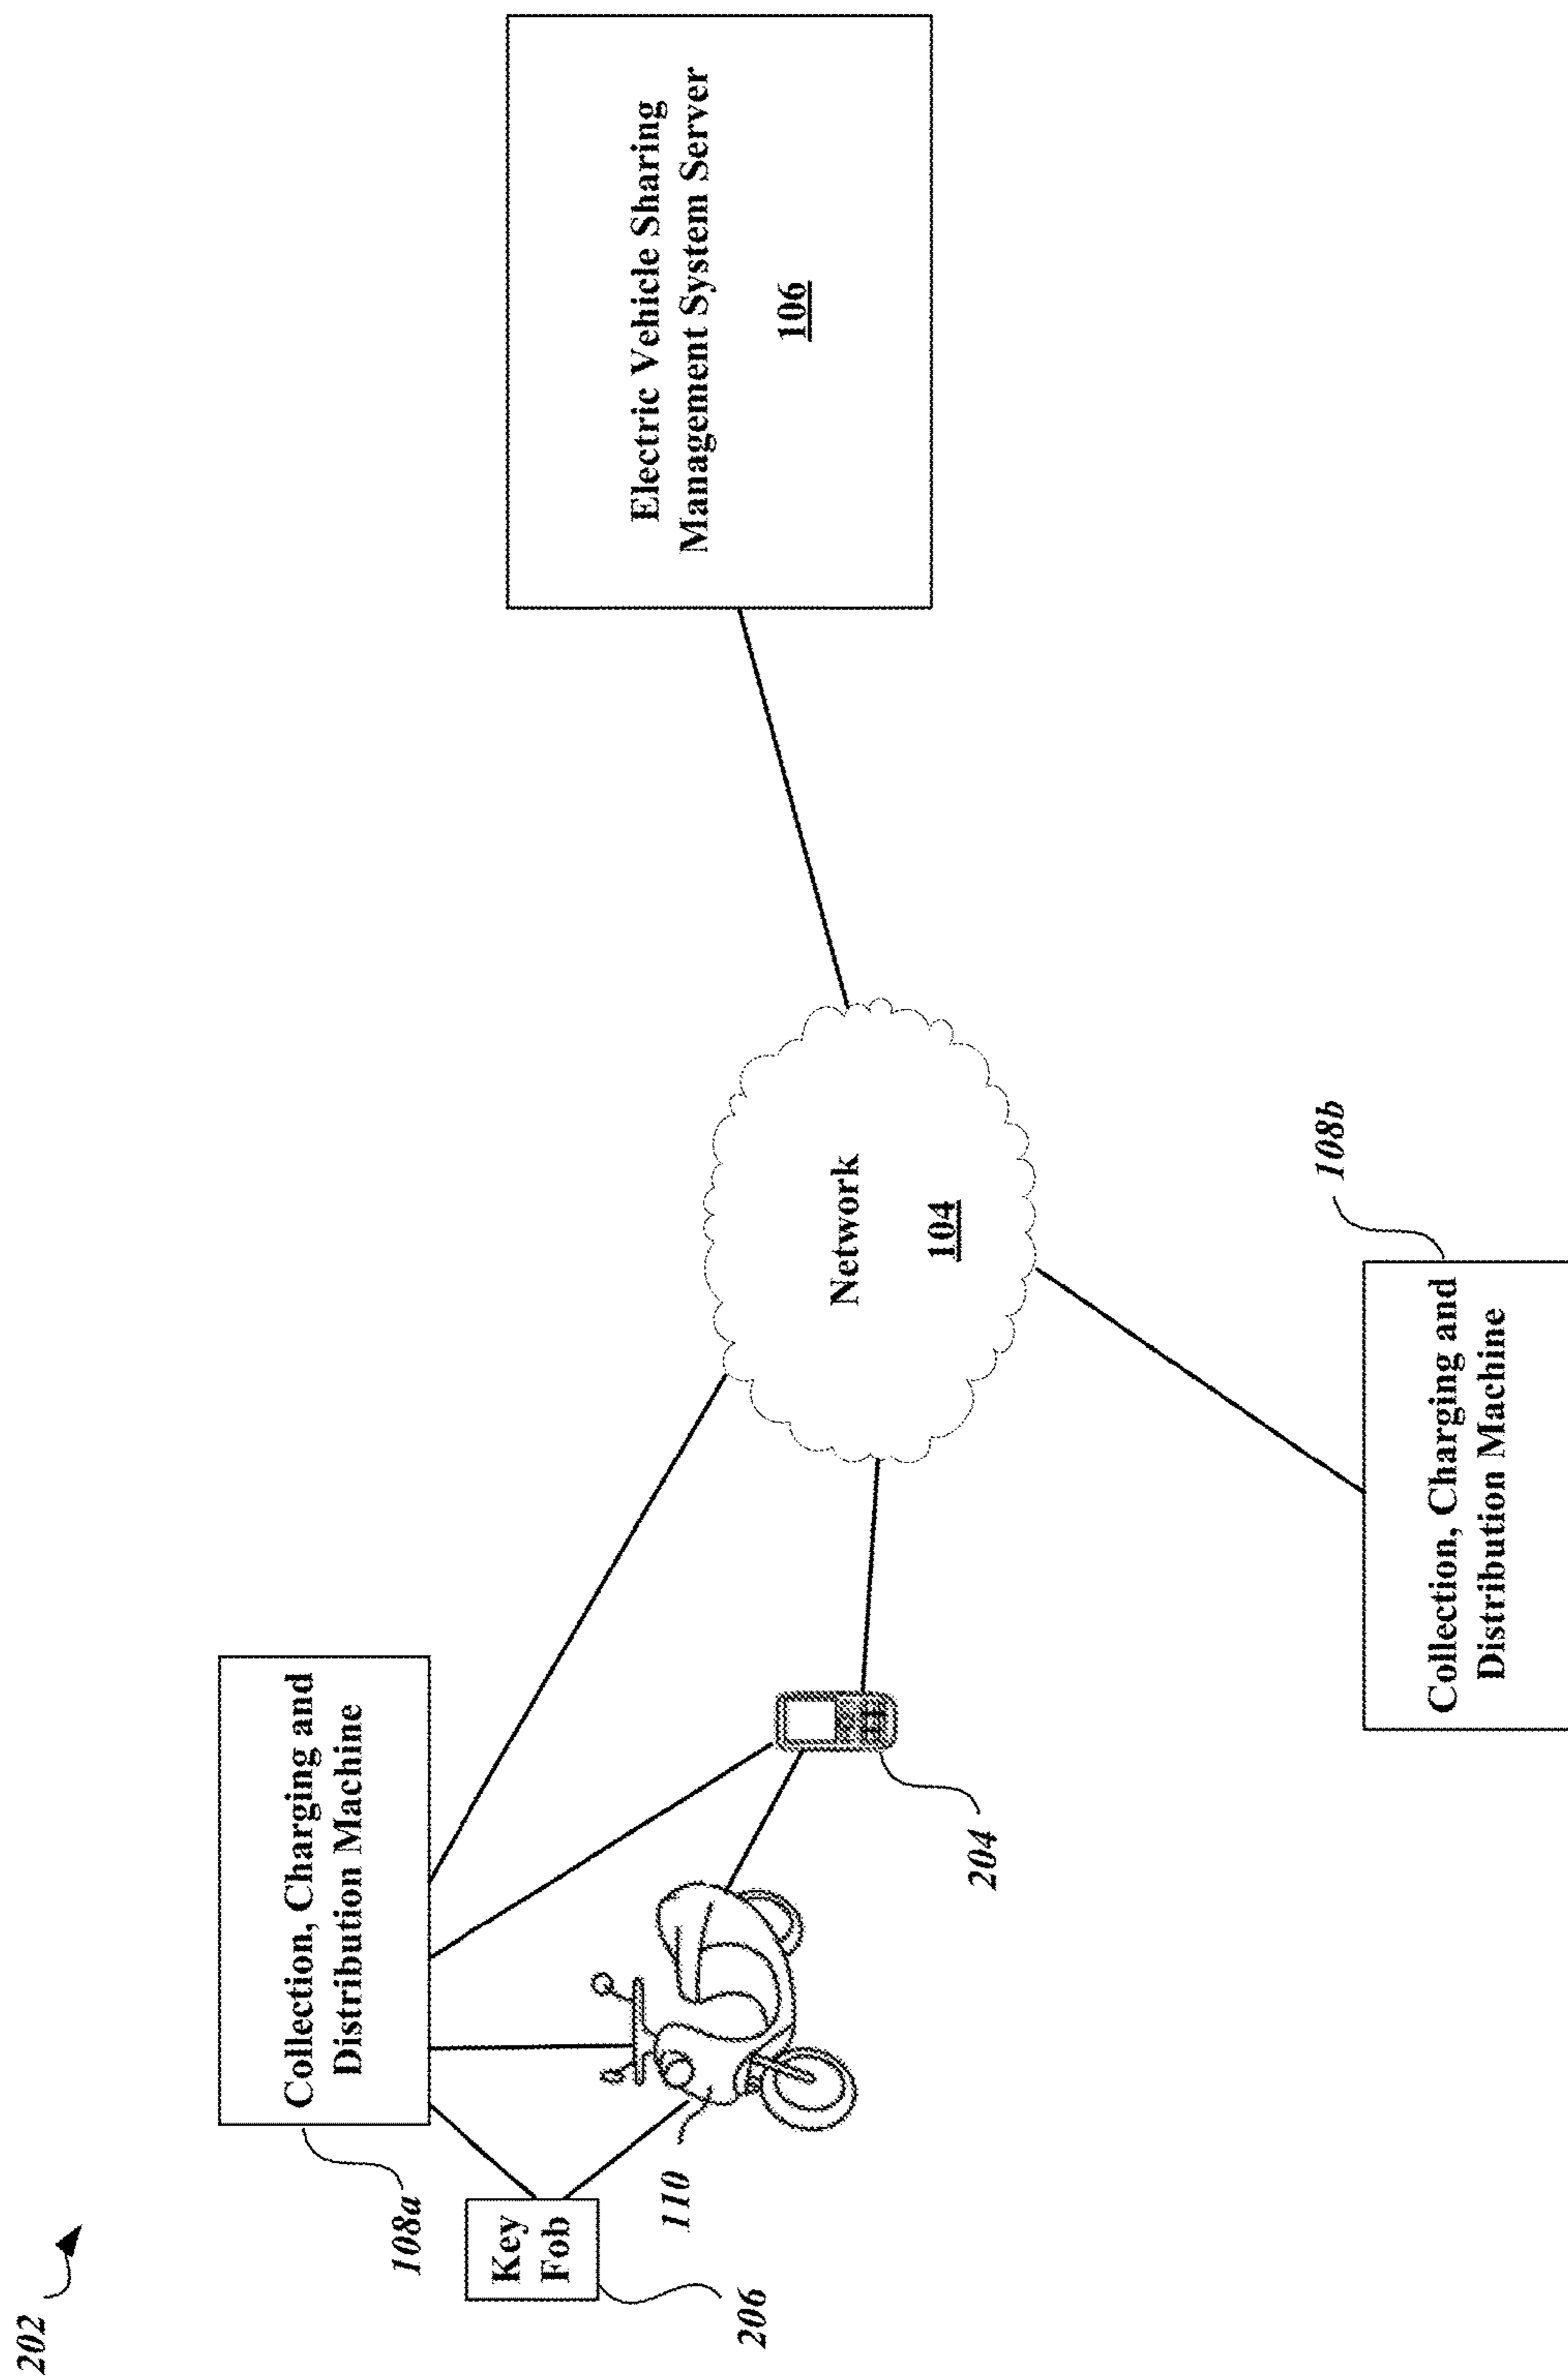 202
Collection, Charging and
Distribution Machine
108a
Key
Fob
206
110
204
Network
104
Electric Vehicle Sharing
Management System Server
106
Collection, Charging and
Distribution Machine
108b